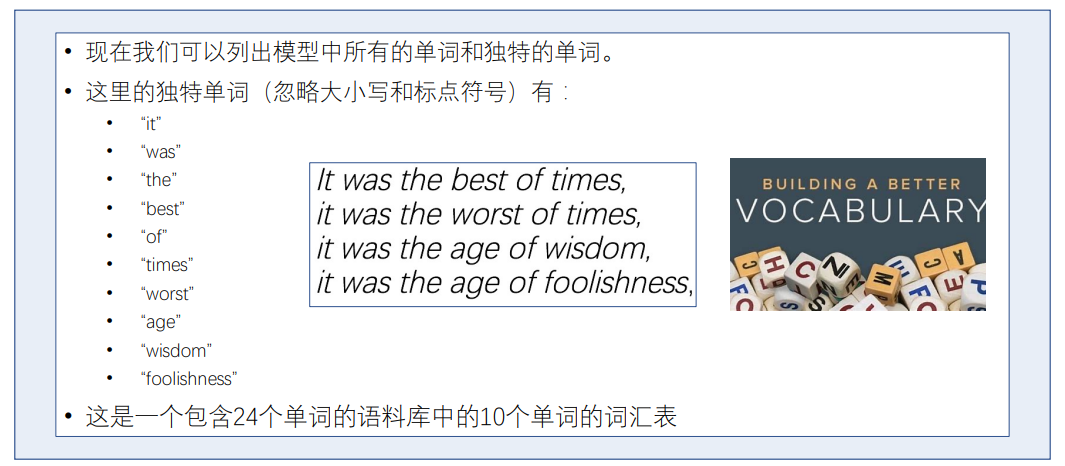 • 现在我们可以列出模型中所有的单词和独特的单词。
• 这里的独特单词（忽略大小写和标点符号）有：
• “it”
• “was”
• “the”
• “best”
• “of”
• “times”
• “worst”
• “age”
• “wisdom”
• “foolishness”
It was the best of times,
it was the worst of times,
it was the age of wisdom,
it was the age of foolishness,
BUILDING A BETTER
VOCABULARY
• 这是一个包含24个单词的语料库中的10个单词的词汇表